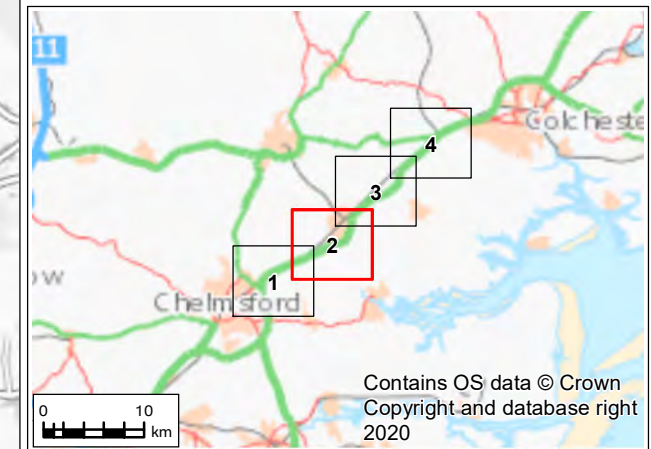 11
Colcheste
4
3
2
1
Chelmsford
ow
Contains OS data © Crown
Copyright and database right
2020
0 10
km